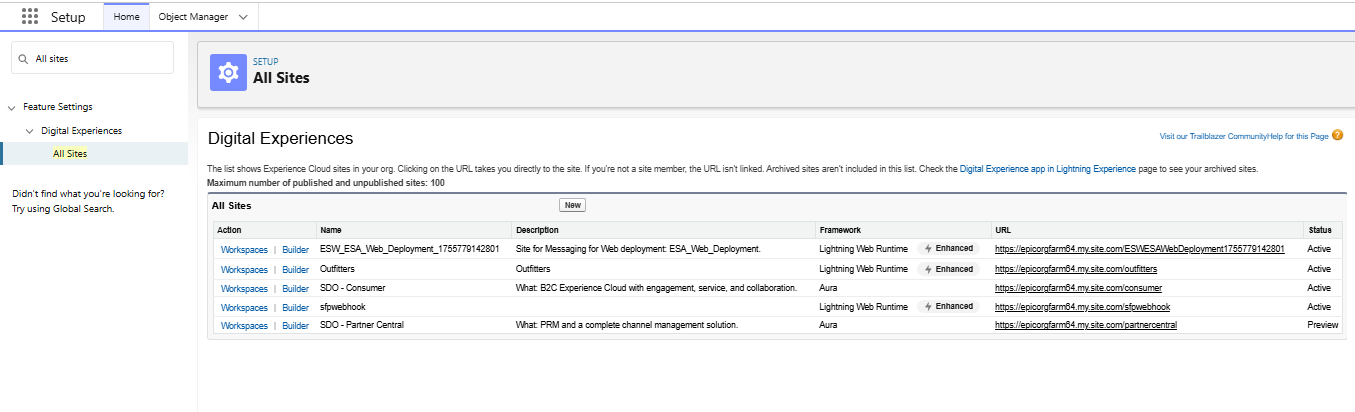 Setup Home Object Manager
All sites
Feature Settings
Digital Experiences
All Sites
Didn't find what you're looking for?
Try using Global Search.
SETUP
All Sites
Digital Experiences
Visit our Trailblazer CommunityHelp for this Page ?
The list shows Experience Cloud sites in your org. Clicking on the URL takes you directly to the site. If you're not a site member, the URL isn't linked. Archived sites aren't included in this list. Check the Digital Experience app in Lightning Experience page to see your archived sites.
Maximum number of published and unpublished sites: 100
All Sites New
Action Name Description Framework URL Status
Workspaces | Builder ESW_ESA_Web_Deployment_1755779142801 Site for Messaging for Web deployment: ESA_Web_Deployment. Lightning Web Runtime Enhanced https://epicorgfarm64.my.site.com/ESWESAWebDeployment1755779142801 Active
Workspaces | Builder Outfitters Outfitters Lightning Web Runtime Enhanced https://epicorgfarm64.my.site.com/outfitters Active
Workspaces | Builder SDO - Consumer What: B2C Experience Cloud with engagement, service, and collaboration. Aura https://epicorgfarm64.my.site.com/consumer Active
Workspaces | Builder sfpwebhook Lightning Web Runtime Enhanced https://epicorgfarm64.my.site.com/sfpwebhook Active
Workspaces | Builder SDO - Partner Central What: PRM and a complete channel management solution. Aura https://epicorgfarm64.my.site.com/partnercentral Preview